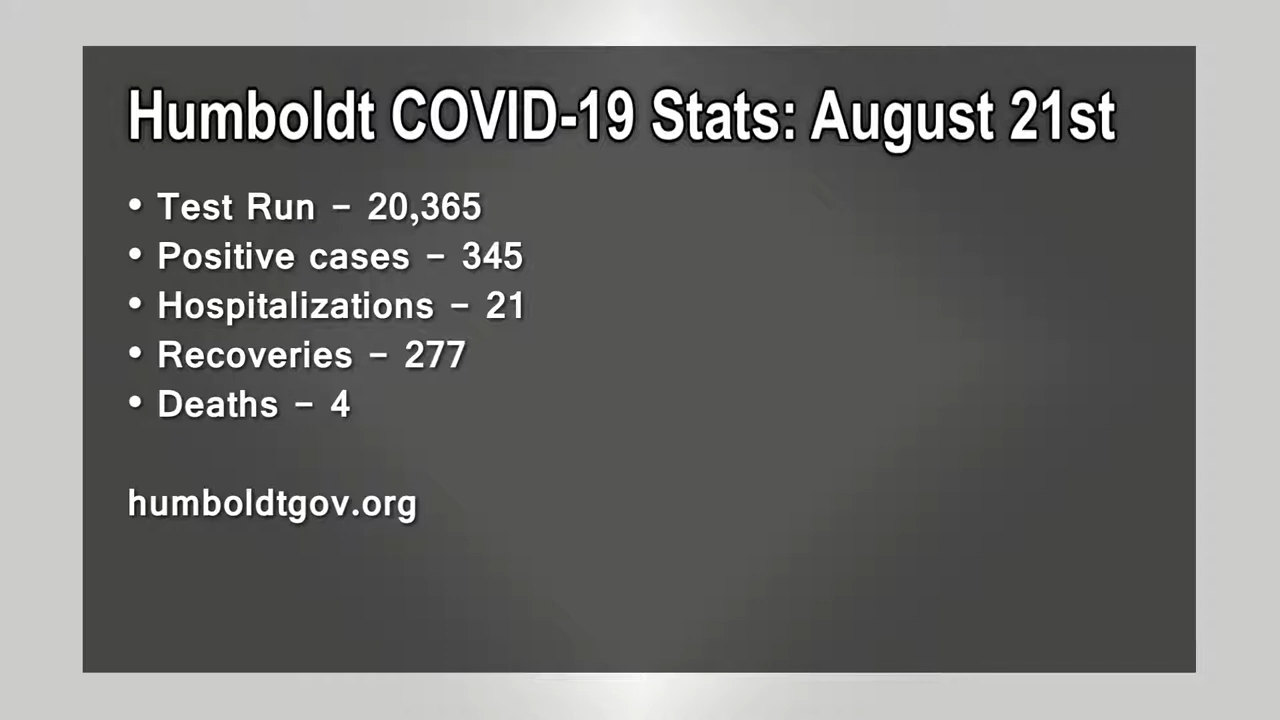 Humboldt COVID-19 Stats: August 21st
• Test Run - 20,365
• Positive cases - 345
• Hospitalizations - 21
• Recoveries - 277
• Deaths - 4
humboldtgov.org